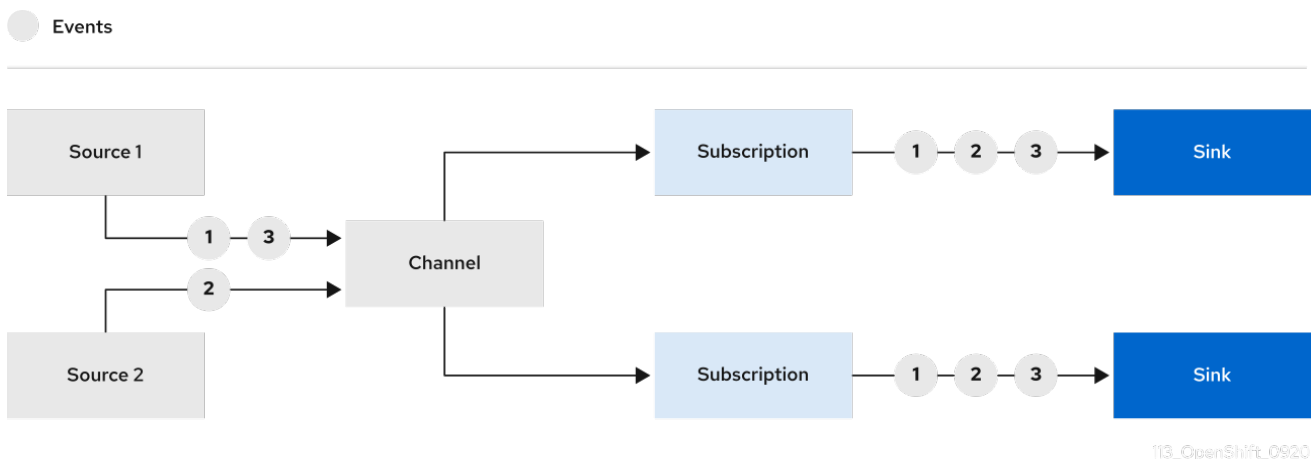 Events
Source 1
Subscription
1 2 3
Sink
1 3
Channel
2
Source 2
Subscription
1 2 3
Sink
113_OpenShift_0920